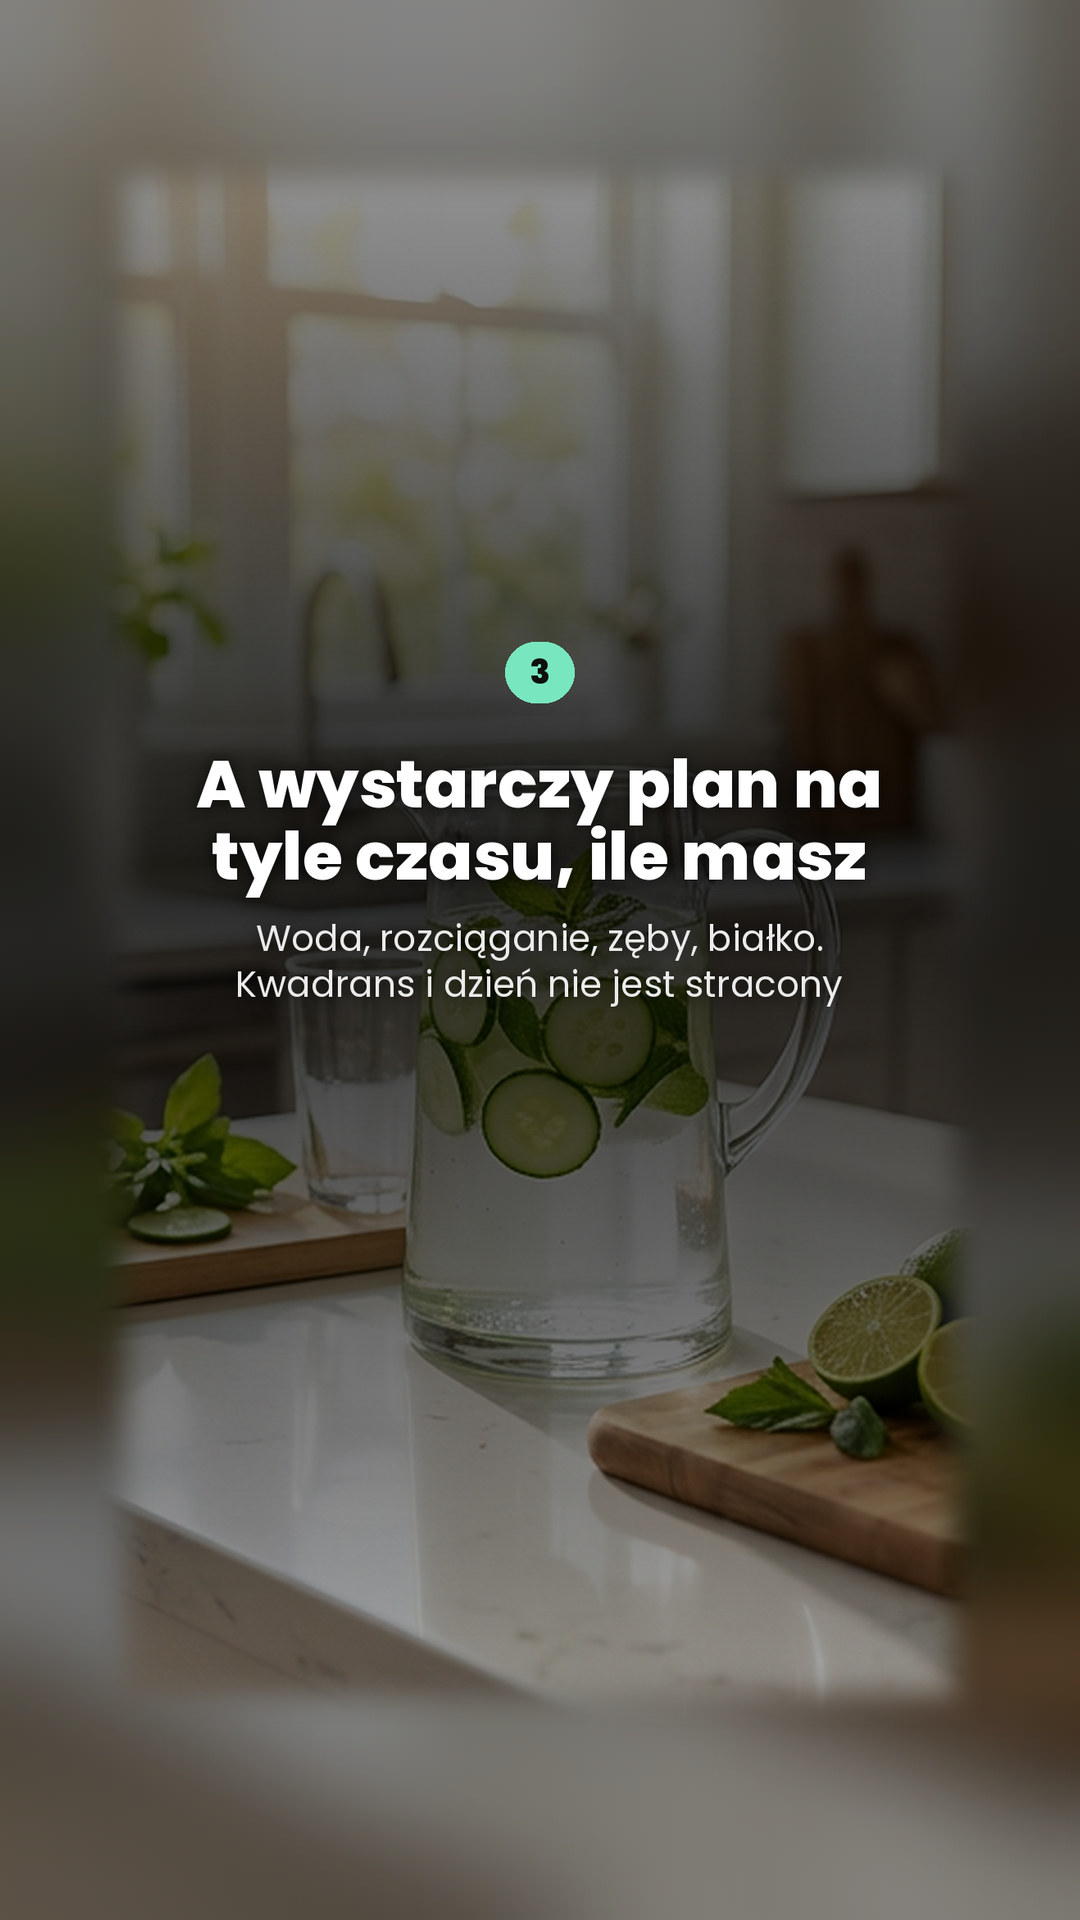 3
A wystarczy plan na
tyle czasu, ile masz
Woda, rozciąganie, zęby, białko.
Kwadrans i dzień nie jest stracony